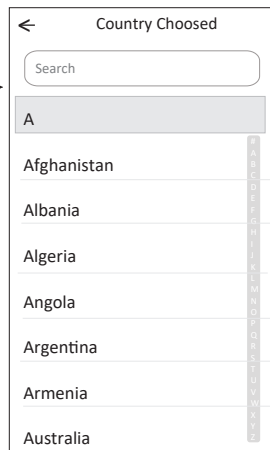 Country Choosed
Search
A
Afghanistan
Albania
Algeria
Angola
Argentina
Armenia
Australia
#
A
B
C
D
E
F
G
H
I
J
K
L
M
N
O
P
Q
R
S
T
U
V
W
X
Y
Z